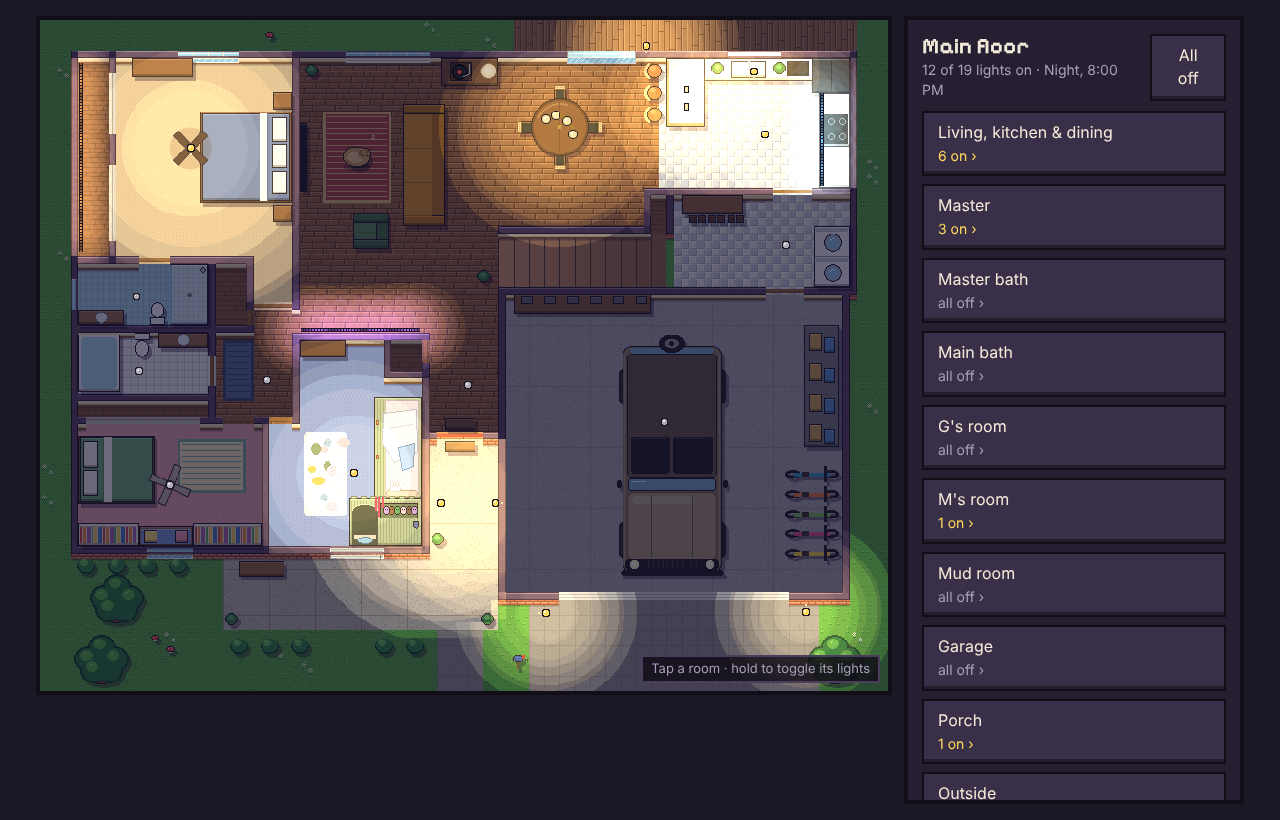 Main floor
12 of 19 lights on · Night, 8:00
PM
All
off
Living, kitchen & dining
6 on ›
Master
3 on ›
Master bath
all off ›
Main bath
all off ›
G's room
all off ›
M's room
1 on ›
Mud room
all off ›
Garage
all off ›
Porch
1 on ›
Outside
Tap a room · hold to toggle its lights